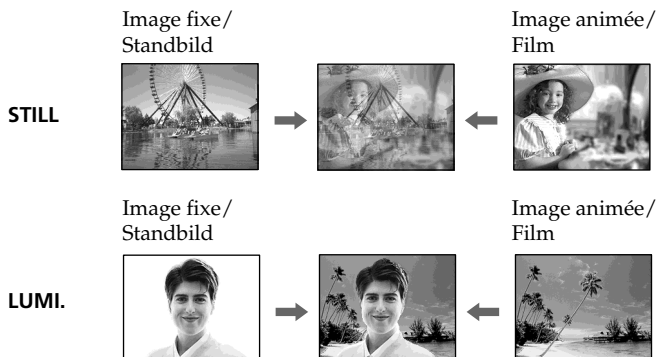 Image fixe/
Standbild
Image animée/
Film
STILL
Image fixe/
Standbild
Image animée/
Film
LUMI.